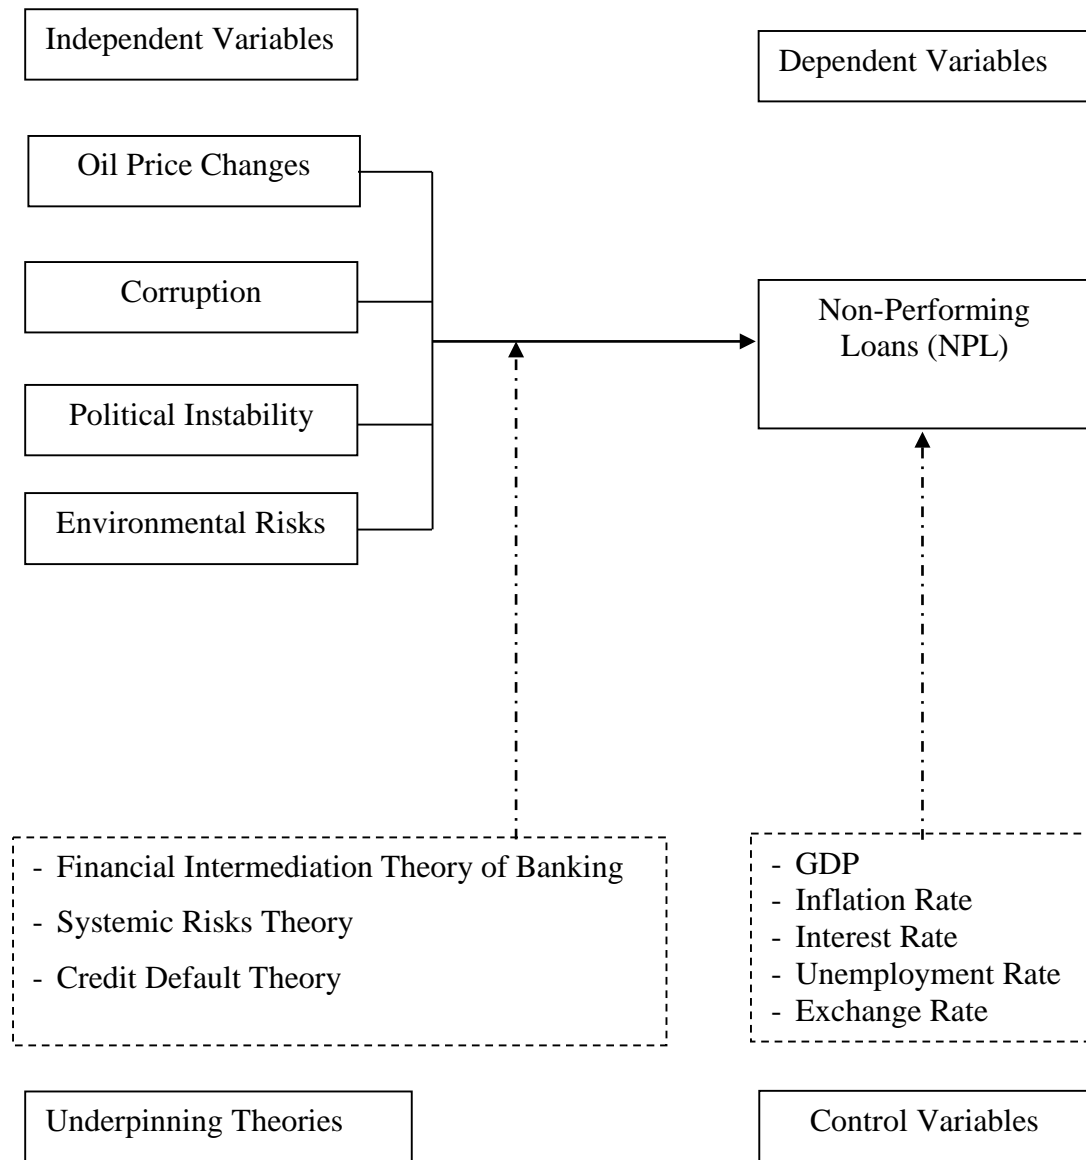 Independent Variables
Dependent Variables
Oil Price Changes
Corruption
Political Instability
Environmental Risks
Non-Performing
Loans (NPL)
- Financial Intermediation Theory of Banking
- Systemic Risks Theory
- Credit Default Theory
- GDP
- Inflation Rate
- Interest Rate
- Unemployment Rate
- Exchange Rate
Underpinning Theories
Control Variables